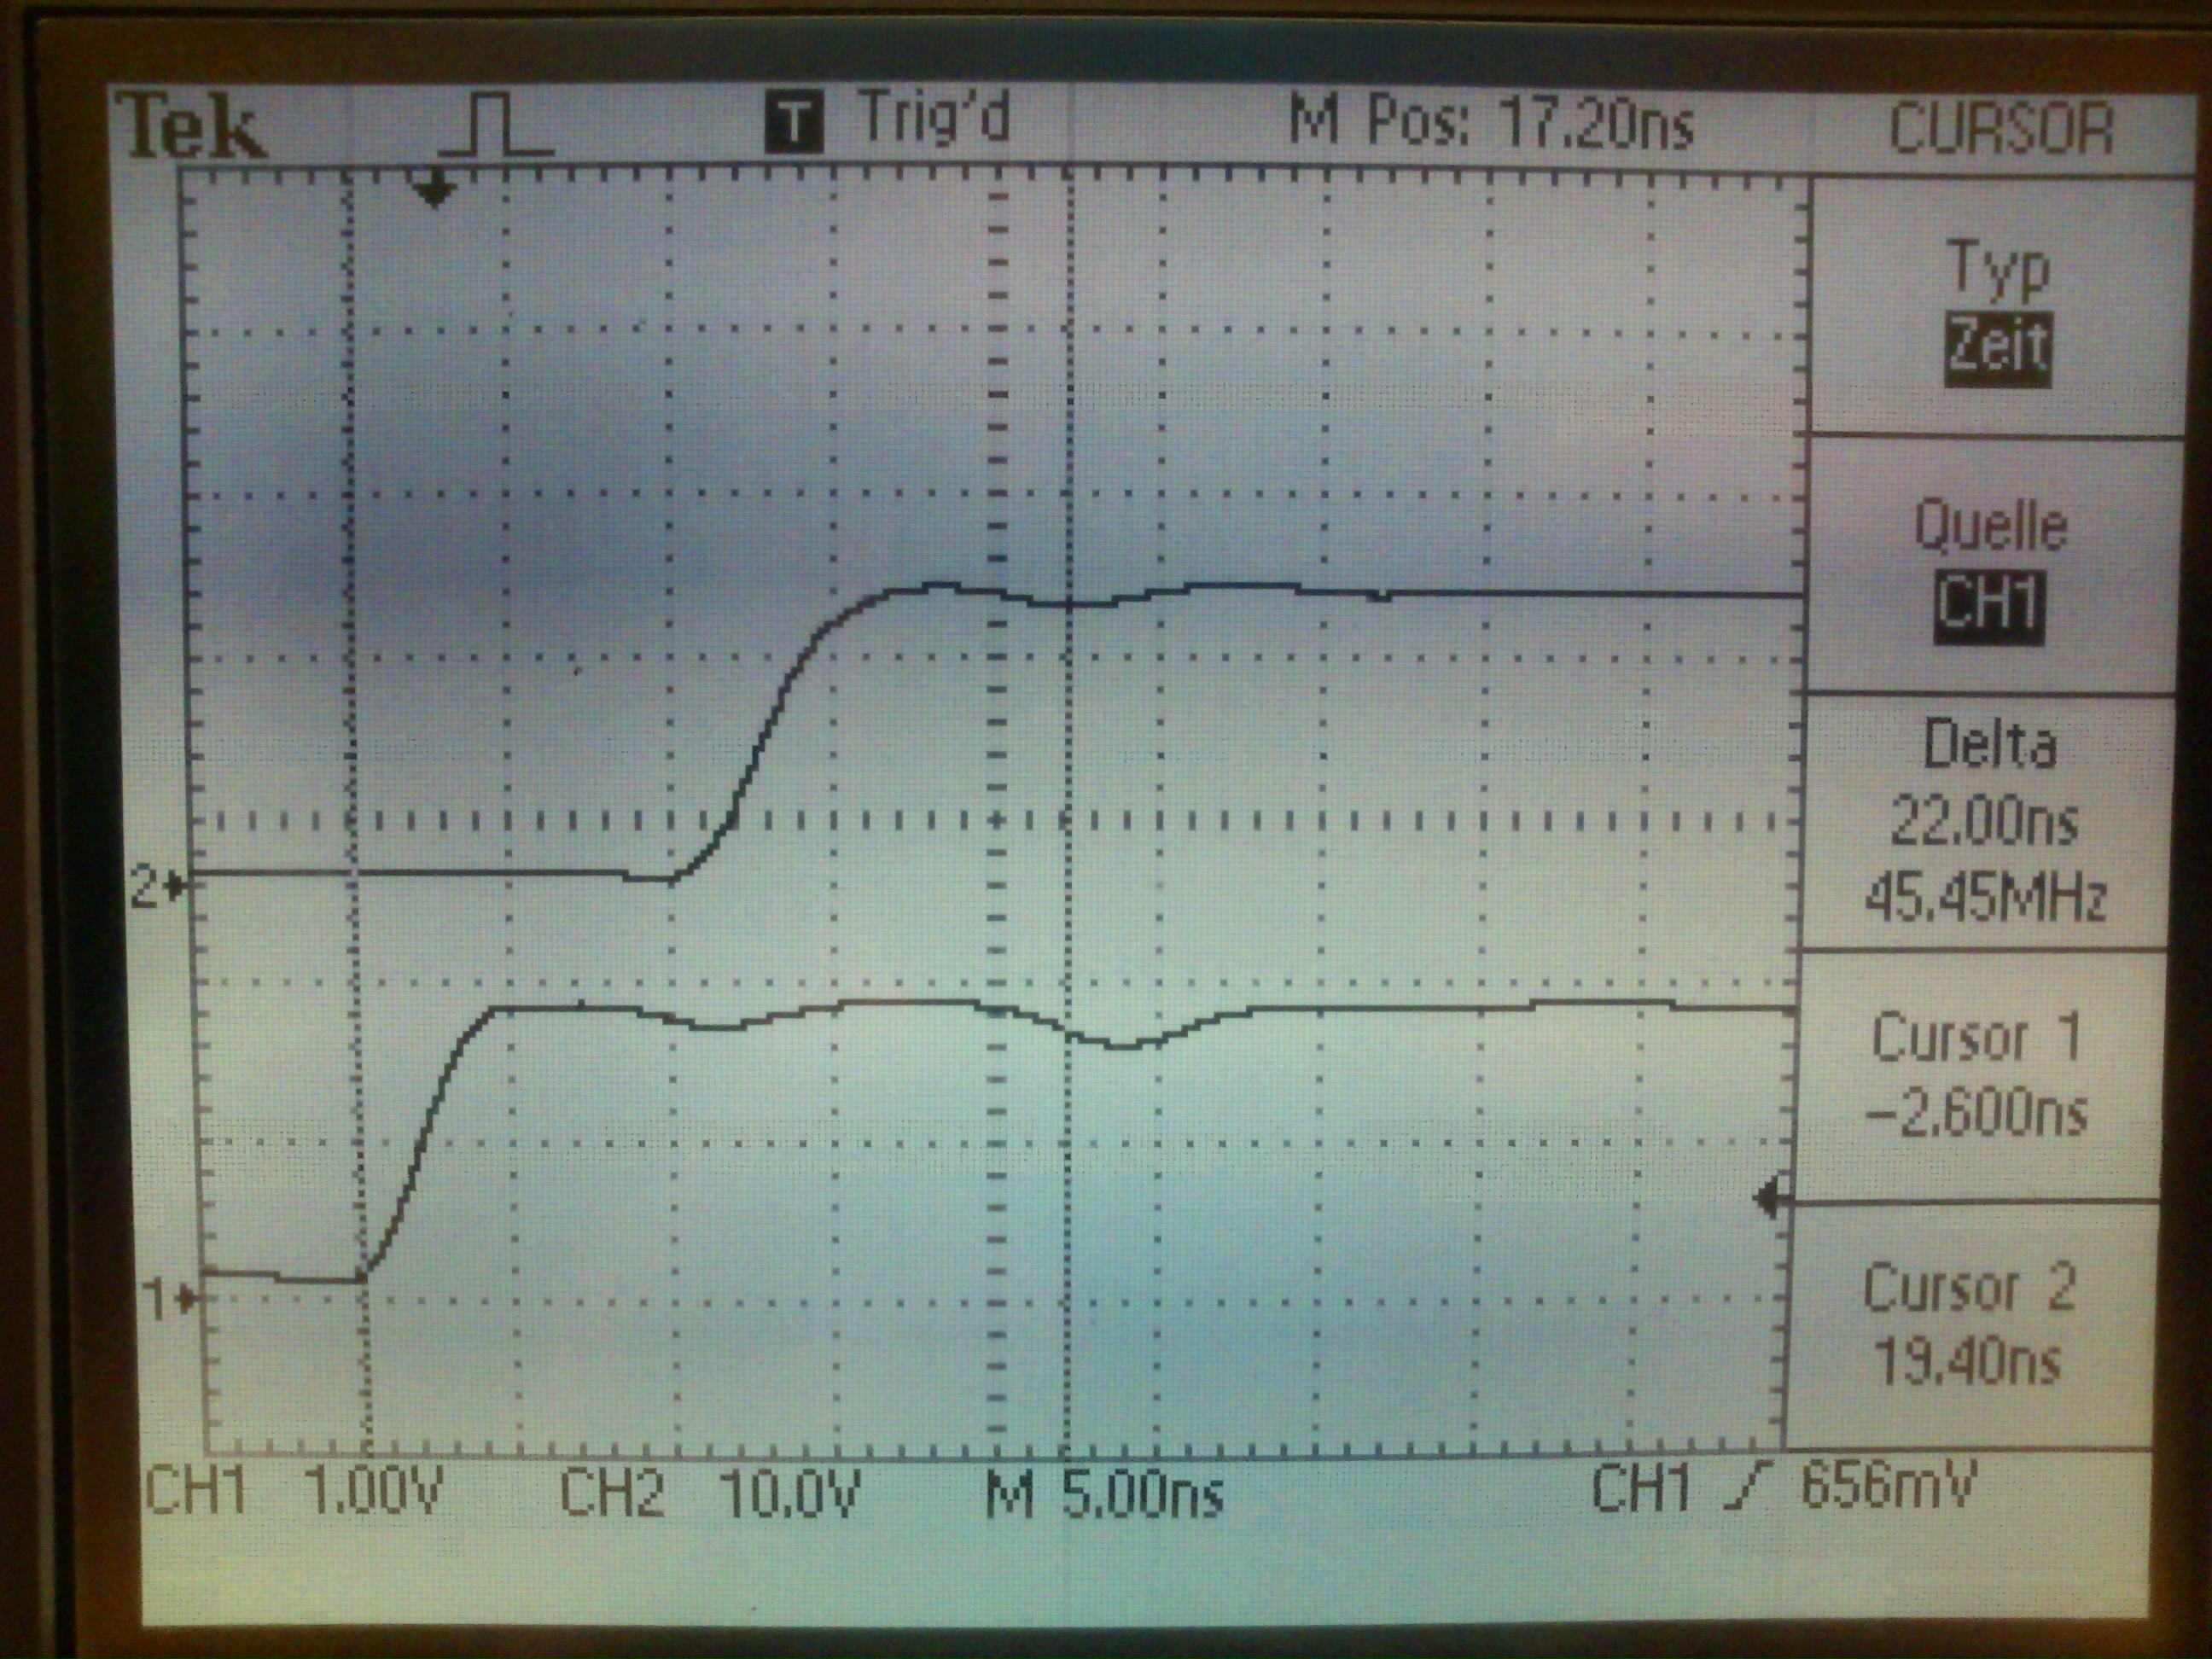 Tek T Trig'd M Pos: 17.20ns CURSOR
Typ
Zeit
Quelle
CH1
Delta
22.00ns
45.45MHz
Cursor 1
-2.600ns
Cursor 2
19.40ns
2
1
CH1 1.00V CH2 10.0V M 5.00ns CH1 656mV